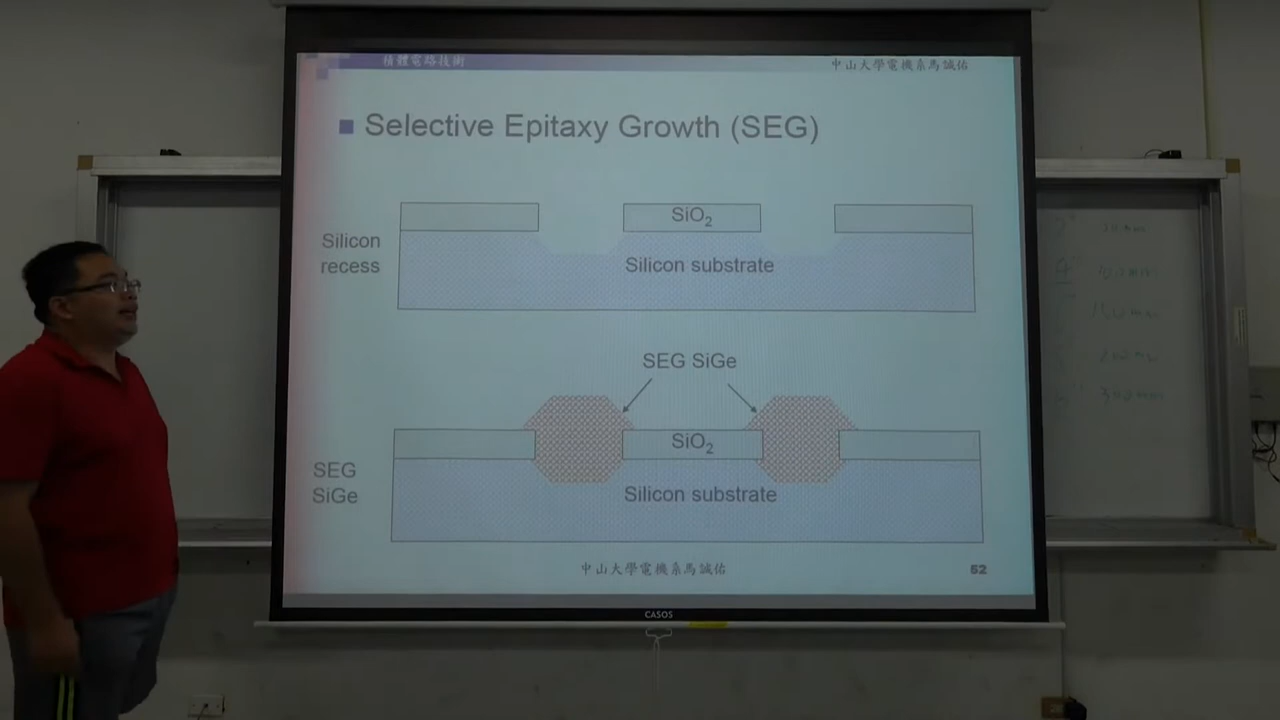 積體電路技術
中山大學電機系馬誠佑
Selective Epitaxy Growth (SEG)
SiO2
Silicon
recess
Silicon substrate
SEG SiGe
SiO2
SEG
SiGe
Silicon substrate
中山大學電機系馬誠佑
52
CASOS